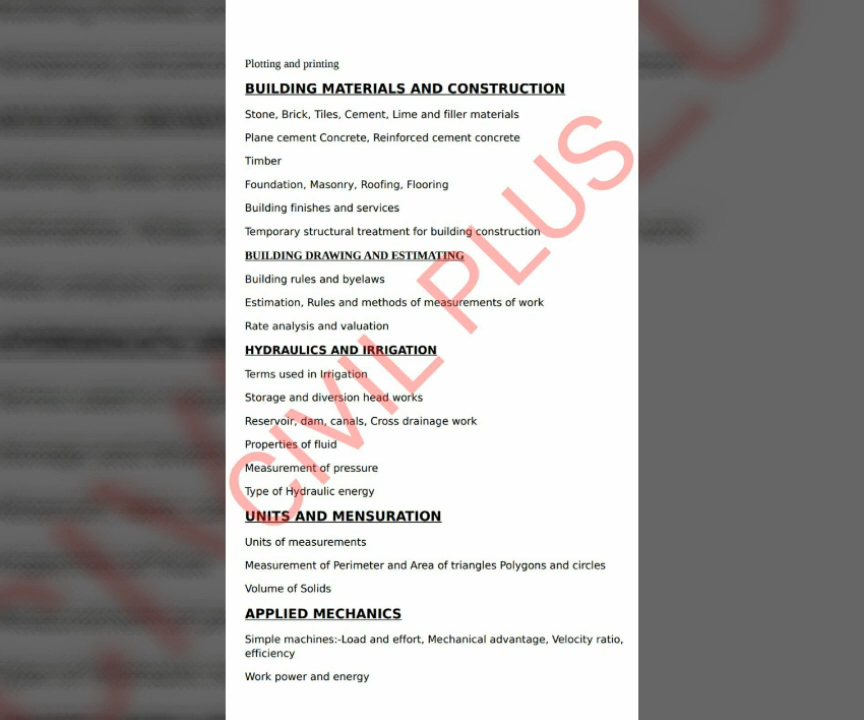 Plotting and printing
BUILDING MATERIALS AND CONSTRUCTION
Stone, Brick, Tiles, Cement, Lime and filler materials
Plane cement Concrete, Reinforced cement concrete
Timber
Foundation, Masonry, Roofing, Flooring
Building finishes and services
Temporary structural treatment for building construction
BUILDING DRAWING AND ESTIMATING
Building rules and byelaws
Estimation, Rules and methods of measurements of work
Rate analysis and valuation
HYDRAULICS AND IRRIGATION
Terms used in Irrigation
Storage and diversion head works
Reservoir, dam, canals, Cross drainage work
Properties of fluid
Measurement of pressure
Type of Hydraulic energy
UNITS AND MENSURATION
Units of measurements
Measurement of Perimeter and Area of triangles Polygons and circles
Volume of Solids
APPLIED MECHANICS
Simple machines:-Load and effort, Mechanical advantage, Velocity ratio,
efficiency
Work power and energy
CIVIL PLUS